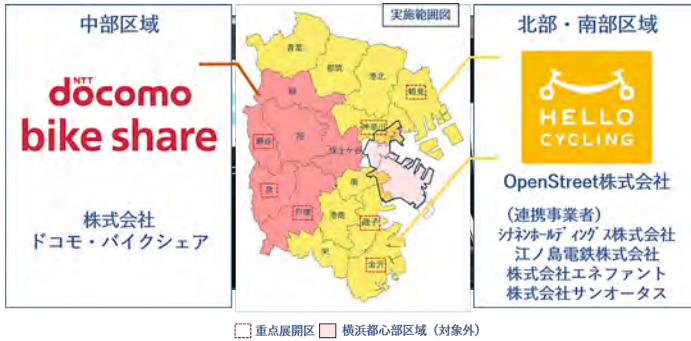 中部区域
NTT
döcomo
bike share
株式会社
ドコモ・バイクシェア
実施範囲図
青葉
都筑
港北
鶴見
緑
神奈川
瀬谷
旭
保土ケ谷
泉
戸塚
南
港南
磯子
栄
金沢
北部・南部区域
HELLO
CYCLING
OpenStreet株式会社
(連携事業者)
シナネンホールディングス株式会社
江ノ島電鉄株式会社
株式会社エネファント
株式会社サンオータス
重点展開区
横浜都心部区域(対象外)